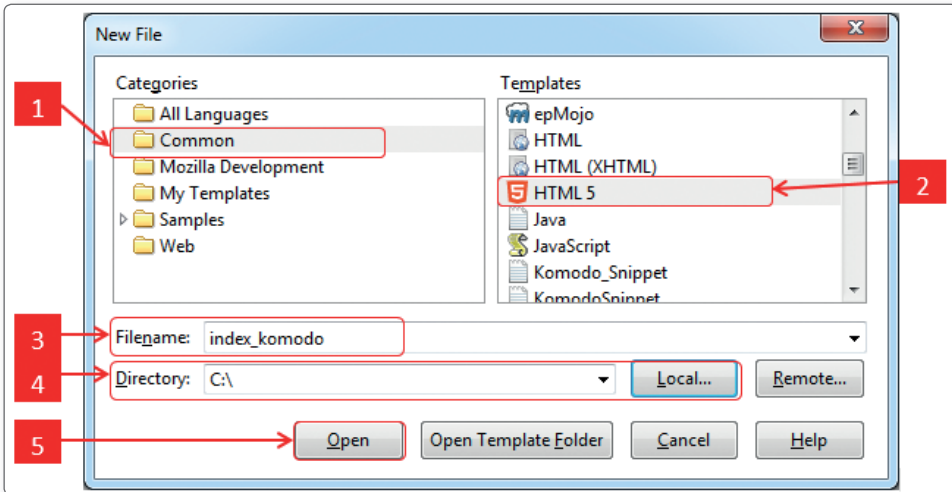 New File
Categories
All Languages
Common
Mozilla Development
My Templates
Samples
Web
Templates
epMojo
HTML
HTML (XHTML)
HTML 5
Java
JavaScript
Komodo_Snippet
KomodoSnippet
Filename: index_komodo
Directory: C:\ Local... Remote...
Open Open Template Folder Cancel Help
1
2
3
4
5